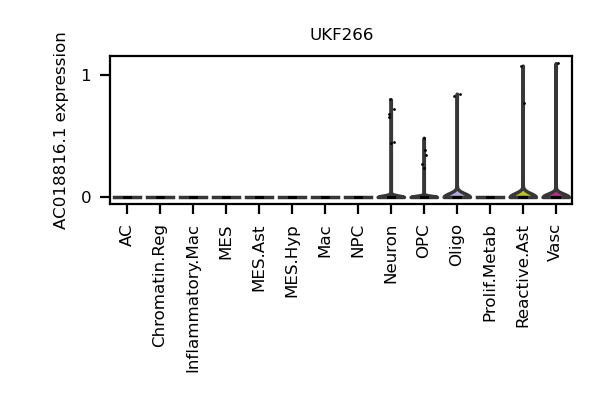 UKF266
AC018816.1 expression
1
0
AC
Chromatin.Reg
Inflammatory.Mac
MES
MES.Ast
MES.Hyp
Mac
NPC
Neuron
OPC
Oligo
Prolif.Metab
Reactive.Ast
Vasc